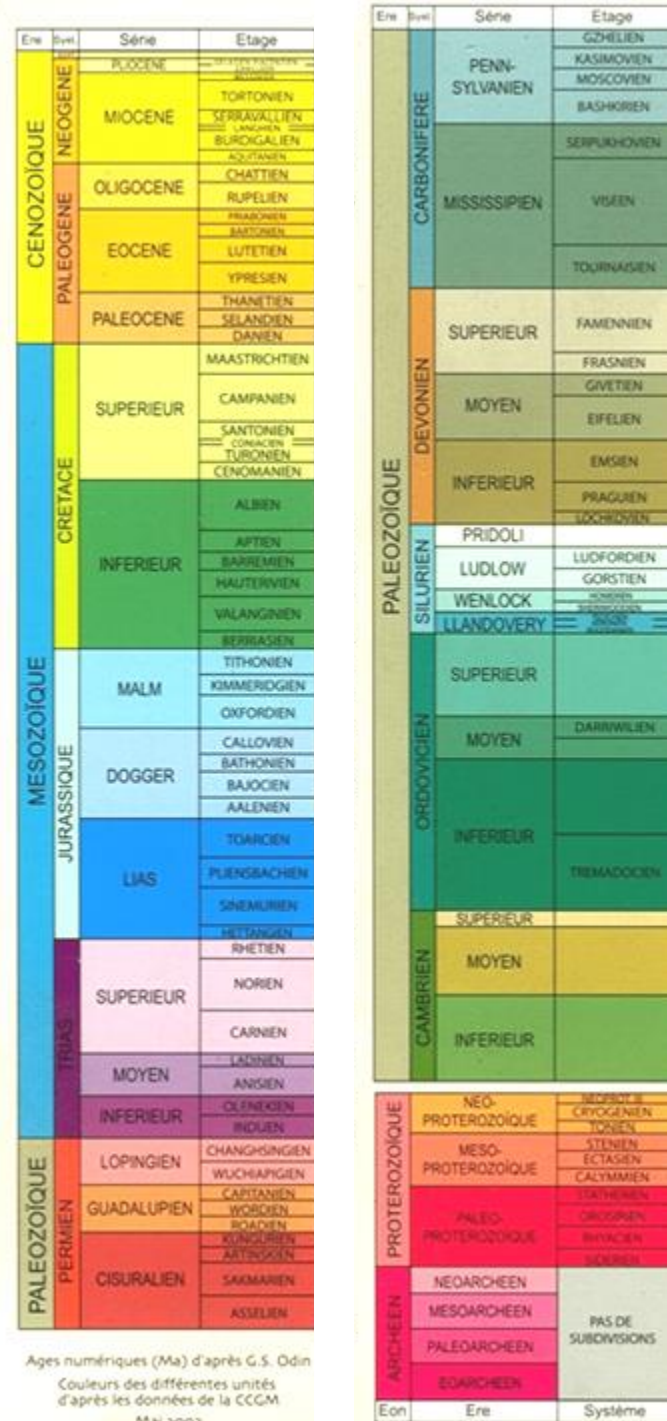 Ere Syst. Série Etage
CENOZOÏQUE
NEOGENE
PLIOCENE
MIOCENE
TORTONIEN
SERRAVALLIEN
LANGHIEN
BURDIGALIEN
AQUITANIEN
PALEOGENE
OLIGOCENE
CHATTIEN
RUPELIEN
EOCENE
PRIABONIEN
BARTONIEN
LUTETIEN
YPRESIEN
PALEOCENE
THANETIEN
SELANDIEN
DANIEN
MESOZOÏQUE
CRETACE
SUPERIEUR
MAASTRICHTIEN
CAMPANIEN
SANTONIEN
CONIACIEN
TURONIEN
CENOMANIEN
INFERIEUR
ALBIEN
APTIEN
BARREMIEN
HAUTERIVIEN
VALANGINIEN
BERRIASIEN
JURASSIQUE
MALM
TITHONIEN
KIMMERIDGIEN
OXFORDIEN
DOGGER
CALLOVIEN
BATHONIEN
BAJOCIEN
AALENIEN
LIAS
TOARCIEN
PLIENSBACHIEN
SINEMURIEN
HETTANGIEN
TRIAS
SUPERIEUR
RHETIEN
NORIEN
CARNIEN
MOYEN
LADINIEN
ANISIEN
INFERIEUR
OLENEKIEN
INDUEN
PALEOZOÏQUE
PERMIEN
LOPINGIEN
CHANGHSINGIEN
WUCHIAPIGIEN
GUADALUPIEN
CAPITANIEN
WORDIEN
ROADIEN
CISURALIEN
KUNGURIEN
ARTINSKIEN
SAKMARIEN
ASSELIEN
Ages numériques (Ma) d'après G.S. Odin
Couleurs des différentes unités
d'après les données de la CCGM
Ere Syst. Série Etage
PALEOZOÏQUE
CARBONIFERE
PENN-
SYLVANIEN
GZHELIEN
KASIMOVIEN
MOSCOVIEN
BASHKIRIEN
MISSISSIPIEN
SERPUKHOVIEN
VISEEN
TOURNAISIEN
DEVONIEN
SUPERIEUR
FAMENNIEN
FRASNIEN
MOYEN
GIVETIEN
EIFELIEN
INFERIEUR
EMSIEN
PRAGUIEN
LOCHKOVIEN
SILURIEN
PRIDOLI
LUDLOW
LUDFORDIEN
GORSTIEN
WENLOCK
LLANDOVERY
ORDOVICIEN
SUPERIEUR
MOYEN
DARRIWILIEN
INFERIEUR
TREMADOCIEN
CAMBRIEN
SUPERIEUR
MOYEN
INFERIEUR
PROTEROZOÏQUE
NEO-
PROTEROZOÏQUE
NEOPROT. III
CRYOGENIEN
TONIEN
MESO-
PROTEROZOÏQUE
STENIEN
ECTASIEN
CALYMMIEN
PALEO-
PROTEROZOÏQUE
STATHERIEN
OROSIRIEN
RHYACIEN
SIDERIEN
ARCHEEN
NEOARCHEEN
MESOARCHEEN
PALEOARCHEEN
EOARCHEEN
PAS DE
SUBDIVISIONS
Eon Ere Système